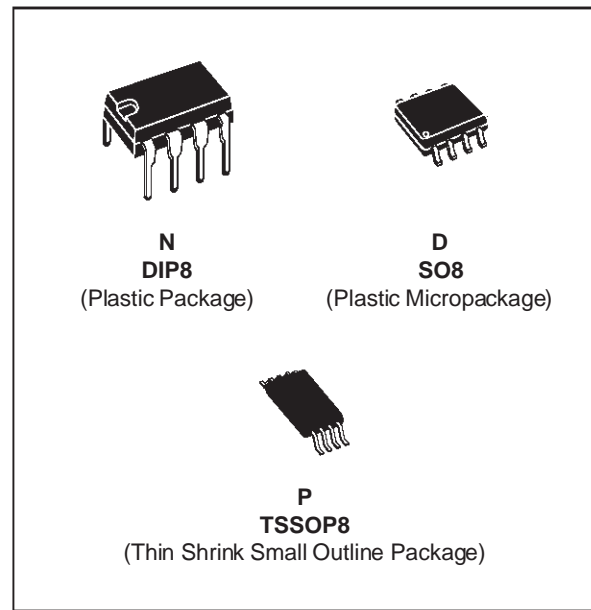 N
DIP8
(Plastic Package)
D
SO8
(Plastic Micropackage)
P
TSSOP8
(Thin Shrink Small Outline Package)